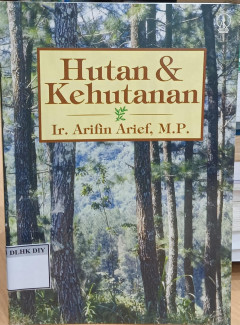 Hutan &
Kehutanan
Ir. Arifin Arief, M.P.
DLHK DIY